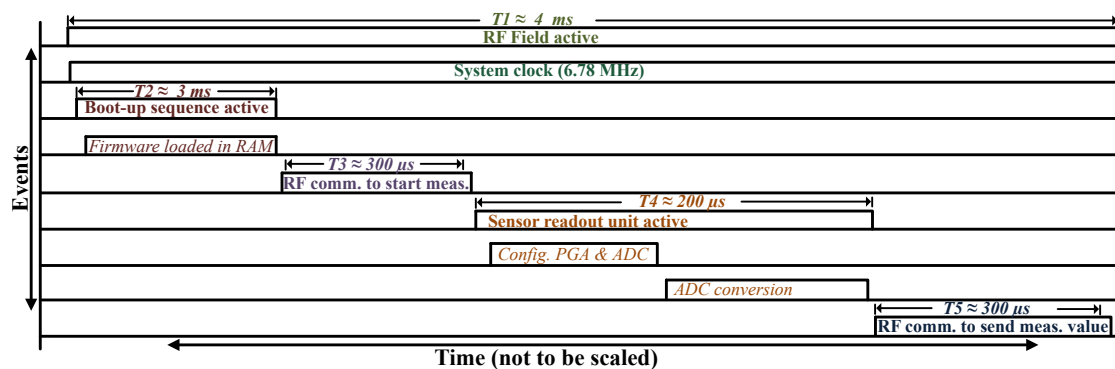 T1 ≈ 4 ms
RF Field active
System clock (6.78 MHz)
T2 ≈ 3 ms
Boot-up sequence active
Firmware loaded in RAM
T3 ≈ 300 µs
RF comm. to start meas.
T4 ≈ 200 µs
Sensor readout unit active
Config. PGA & ADC
ADC conversion
T5 ≈ 300 µs
RF comm. to send meas. value
Events
Time (not to be scaled)